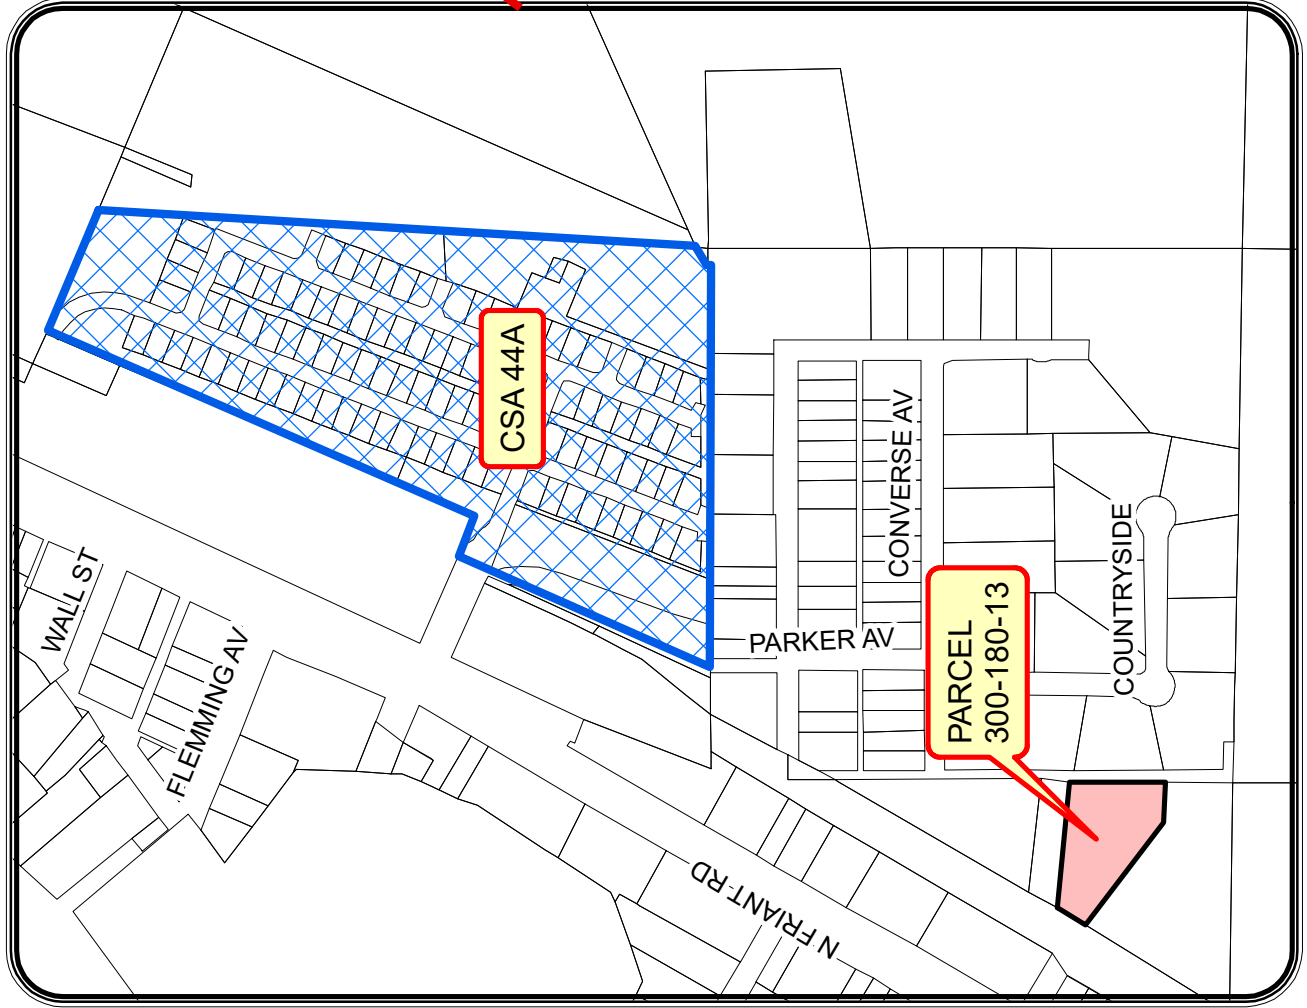 CSA 44A
CONVERSE AV
COUNTRYSIDE
WALL ST
PARCEL
300-180-13
PARKER AV
FLEMMING AV
N FRIANT RD